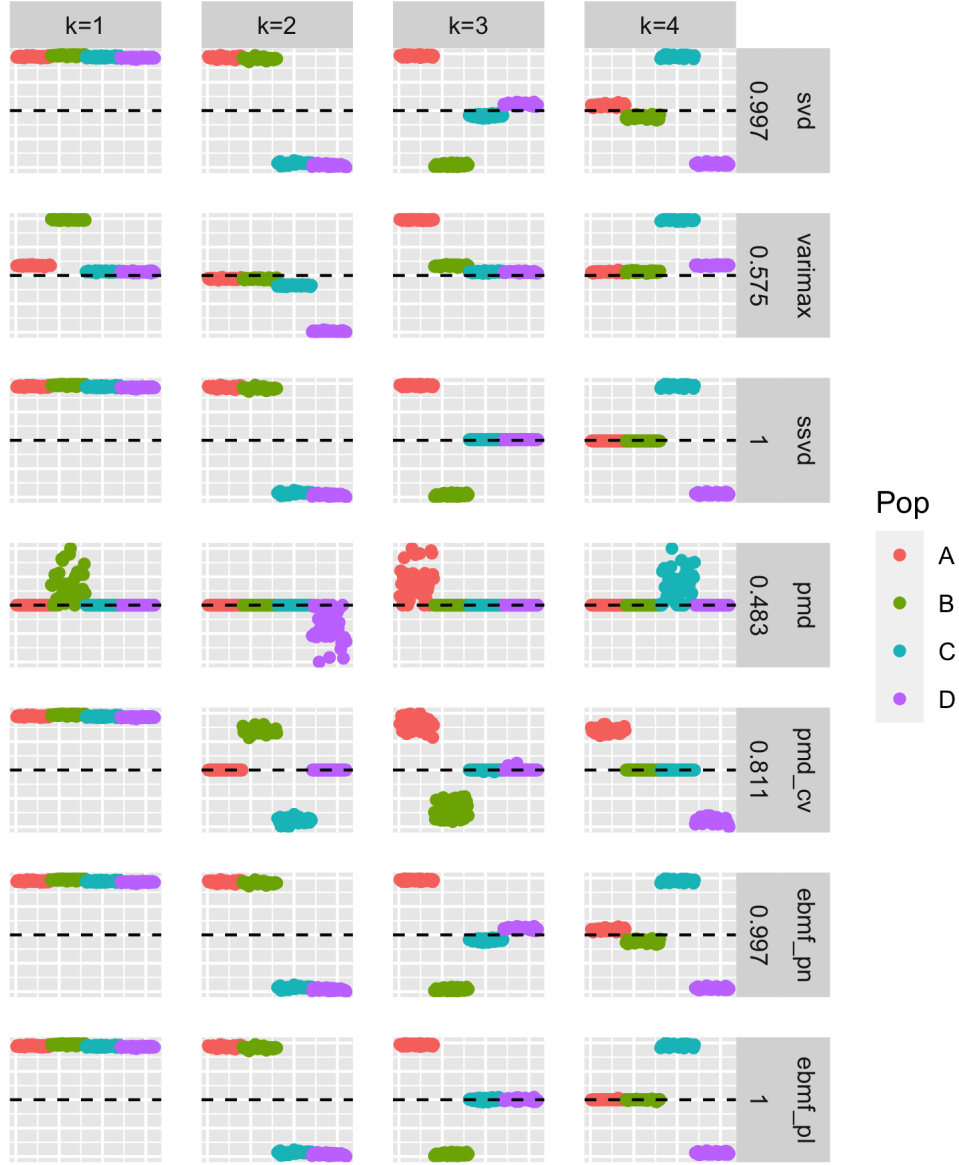 k=1
k=2
k=3
k=4
svd
0.997
varimax
0.575
ssvd
1
pmd
0.483
pmd_cv
0.811
ebmf_pn
0.997
ebmf_pl
1
Pop
A
B
C
D